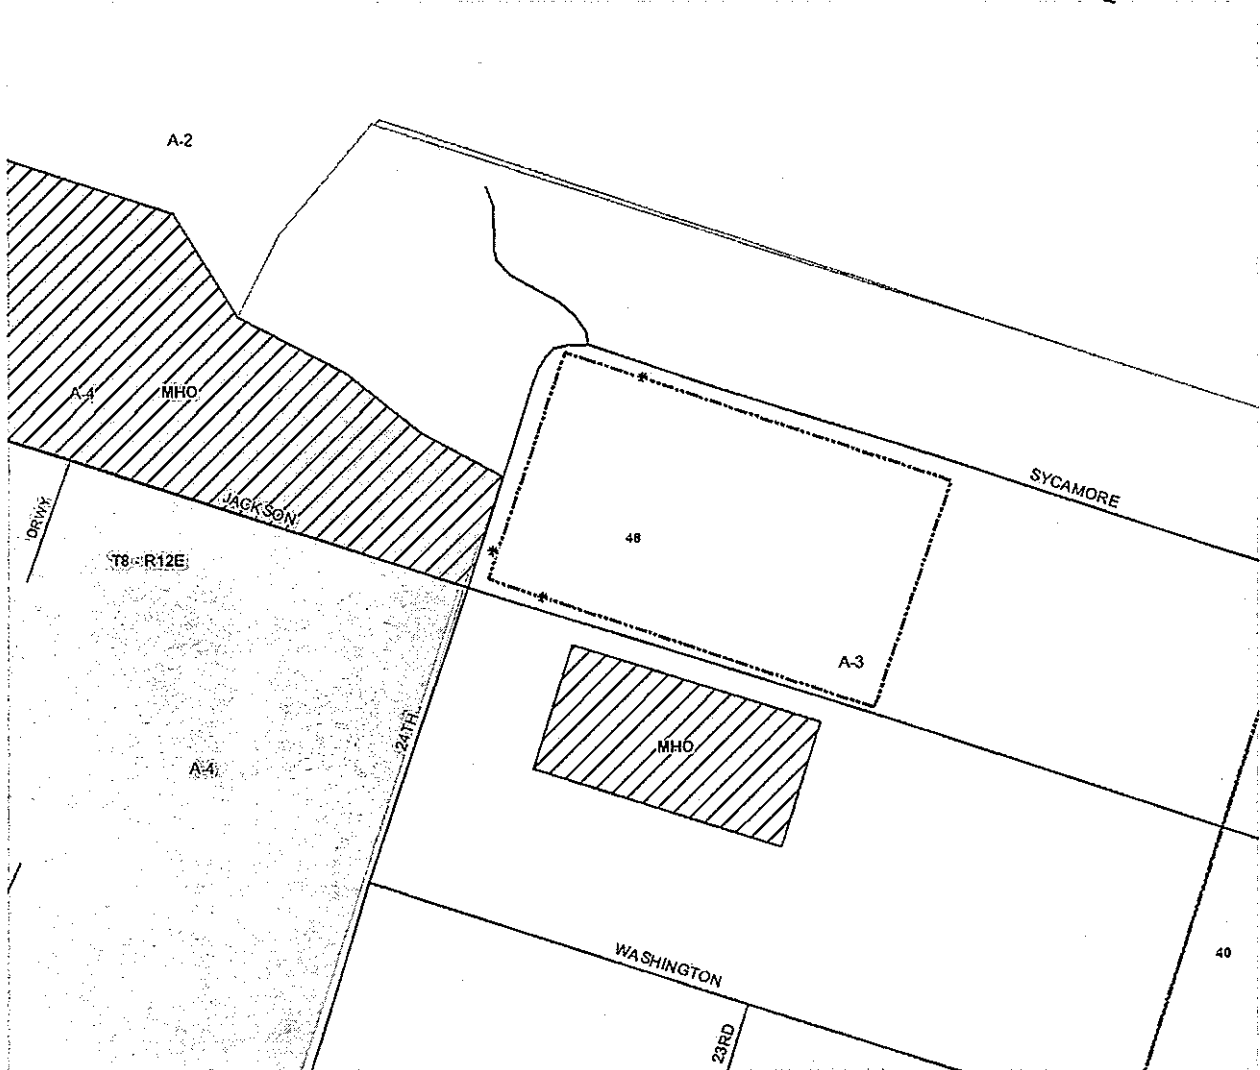 A-2
A-4
MHO
SYCAMORE
JACKSON
DRWY
T8 - R12E
48
A-3
24TH
MHO
A-4
WASHINGTON
40
23RD